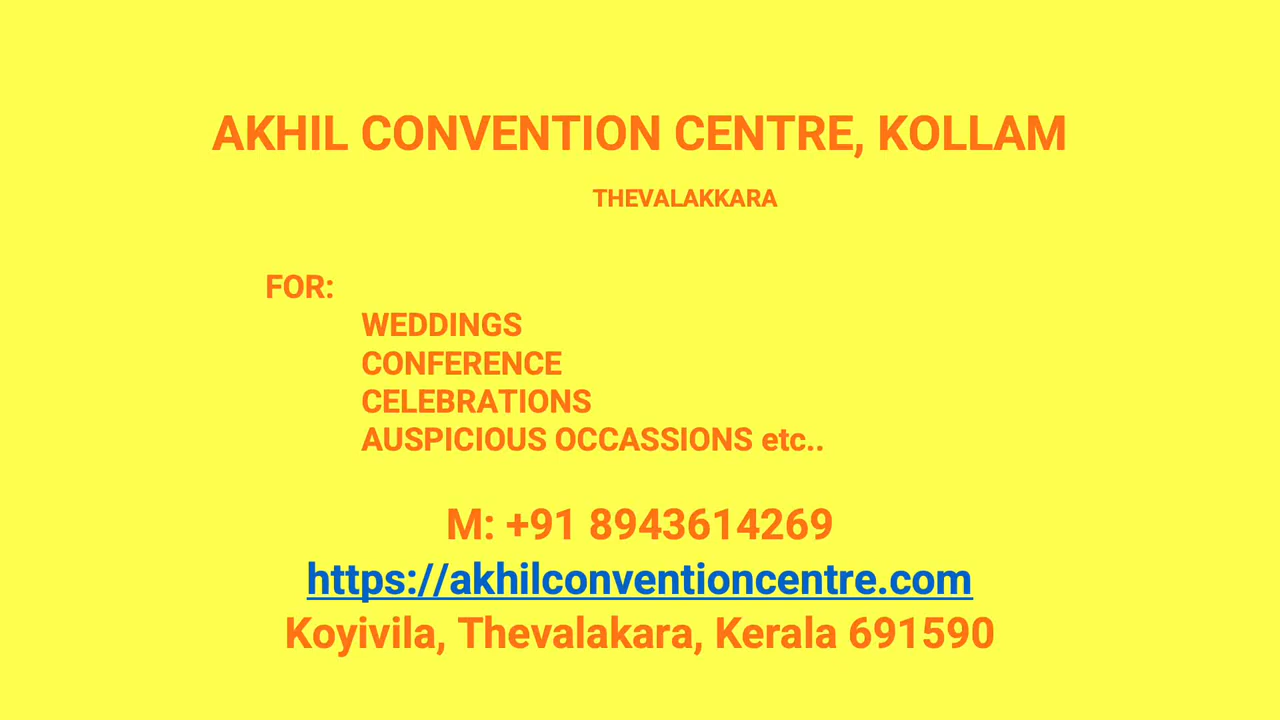 AKHIL CONVENTION CENTRE, KOLLAM
THEVALAKKARA
FOR:
WEDDINGS
CONFERENCE
CELEBRATIONS
AUSPICIOUS OCCASSIONS etc..
M: +91 8943614269
https://akhilconventioncentre.com
Koyivila, Thevalakara, Kerala 691590